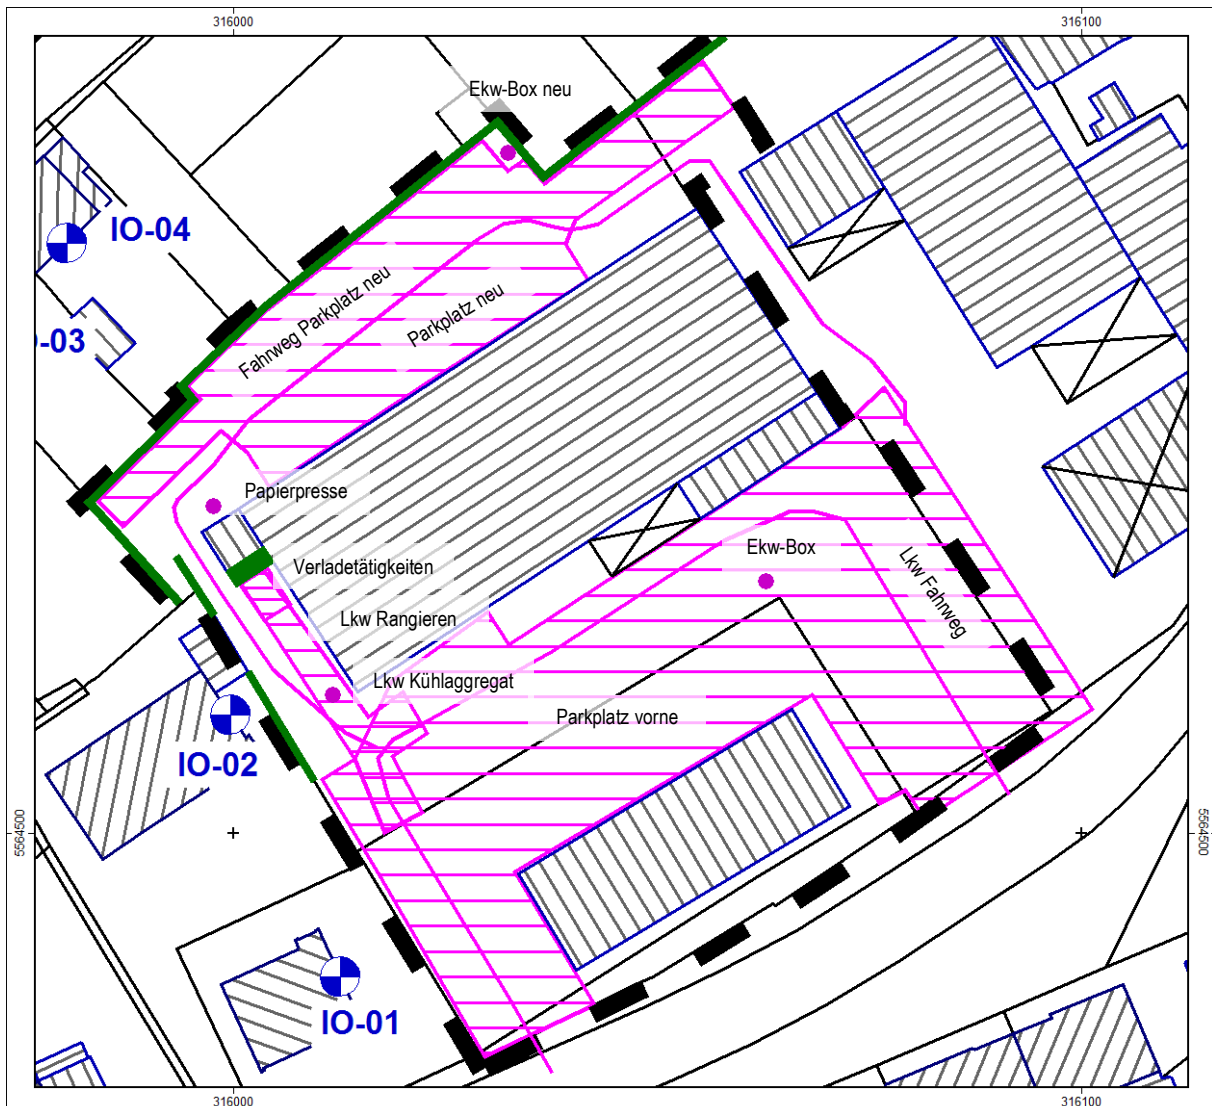 316000
316100
Ekw-Box neu
IO-04
Fahrweg Parkplatz neu
Parkplatz neu
-03
Papierpresse
Ekw-Box
Verladetätigkeiten
Lkw Fahrweg
Lkw Rangieren
Lkw Kühlaggregat
Parkplatz vorne
IO-02
5564500
5564500
IO-01
316000
316100